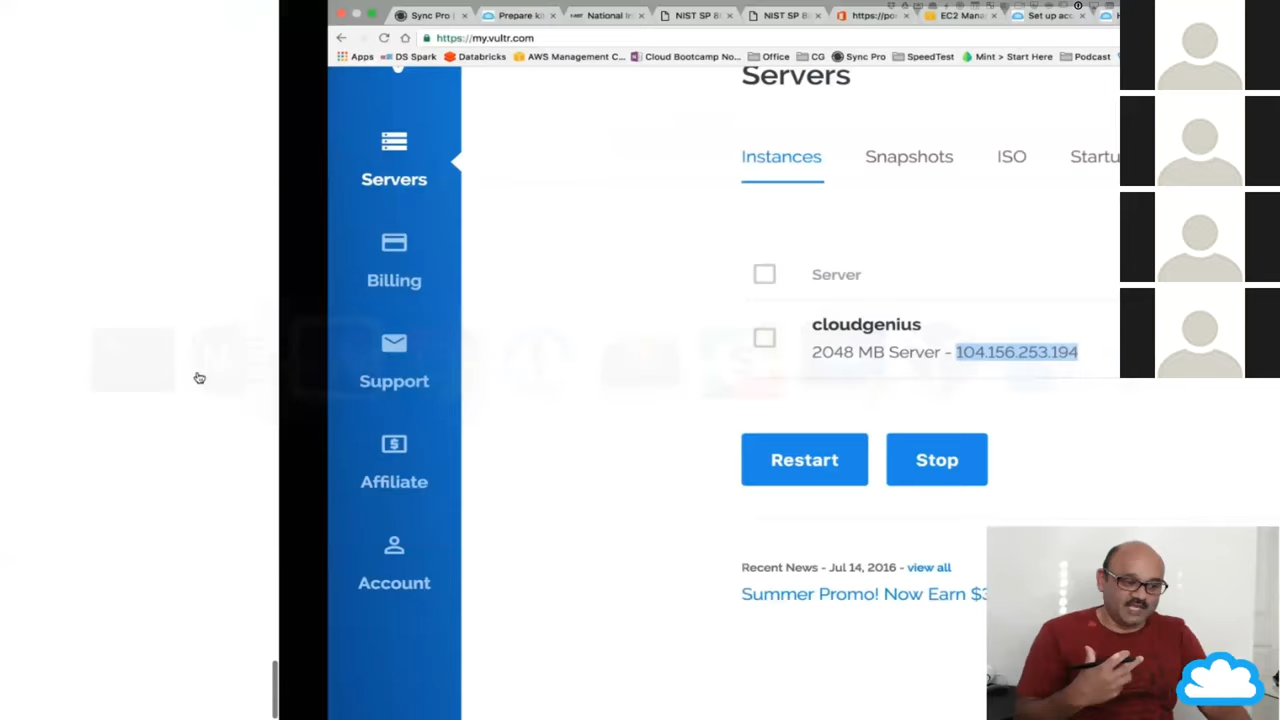 Sync Pro |
Prepare ki
National In
NIST SP 8
NIST SP 8
https://po
EC2 Mana
Set up acc
https://my.vultr.com
Apps
DS Spark
Databricks
AWS Management C...
Cloud Bootcamp No...
Office
CG
Sync Pro
SpeedTest
Mint > Start Here
Podcast
Servers
Servers
Instances
Snapshots
ISO
Startu
Billing
Server
cloudgenius
2048 MB Server - 104.156.253.194
Support
Restart
Stop
Affiliate
Recent News - Jul 14, 2016 - view all
Account
Summer Promo! Now Earn $3